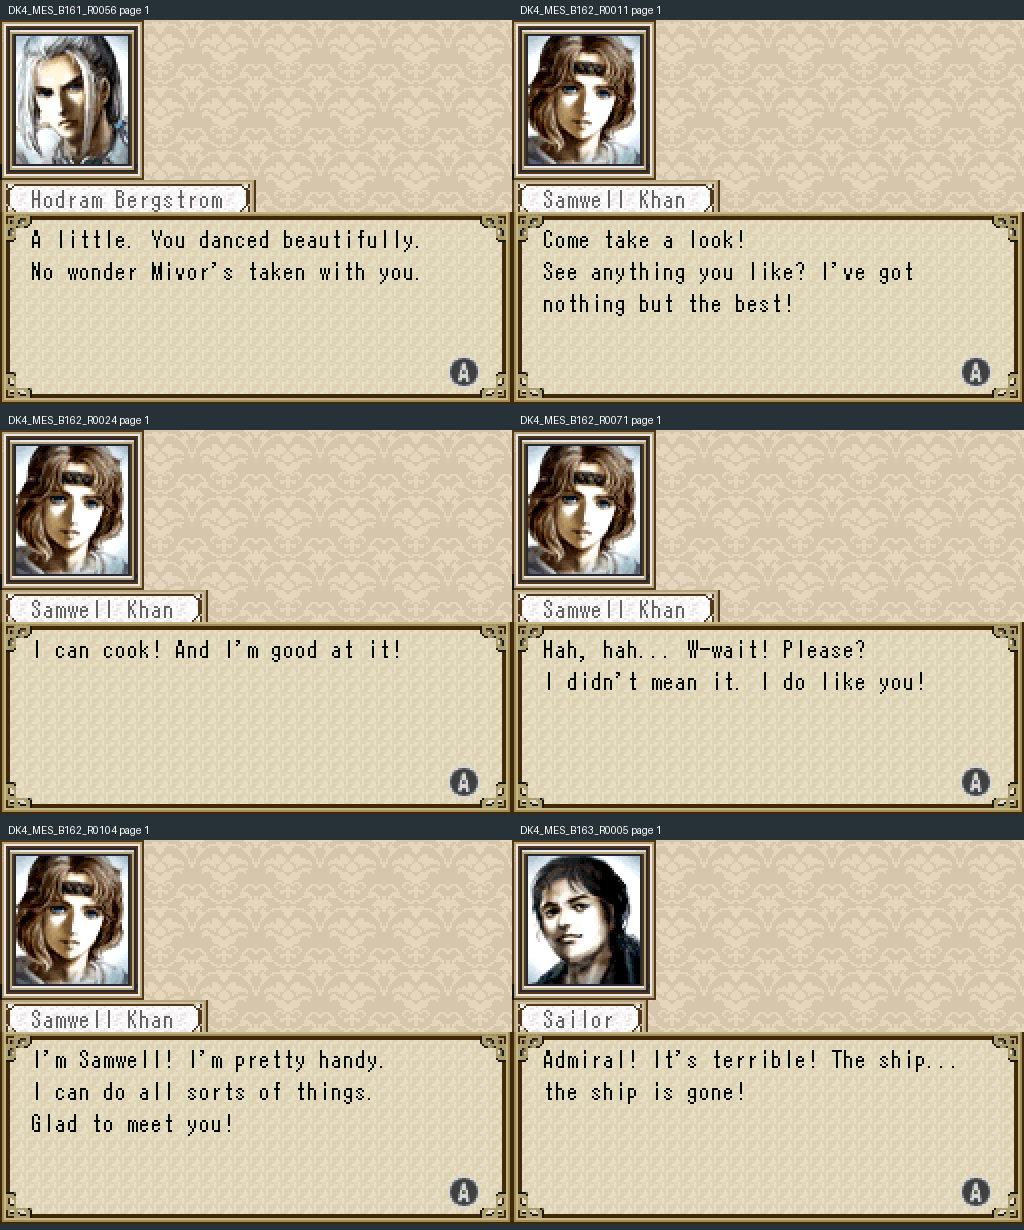 DK4_MES_B161_R0056 page 1
Hodram Bergstrom
A little. You danced beautifully.
No wonder Mivor's taken with you.
A
DK4_MES_B162_R0011 page 1
Samwell Khan
Come take a look!
See anything you like? I've got
nothing but the best!
A
DK4_MES_B162_R0024 page 1
Samwell Khan
I can cook! And I'm good at it!
A
DK4_MES_B162_R0071 page 1
Samwell Khan
Hah, hah... W-wait! Please?
I didn't mean it. I do like you!
A
DK4_MES_B162_R0104 page 1
Samwell Khan
I'm Samwell! I'm pretty handy.
I can do all sorts of things.
Glad to meet you!
A
DK4_MES_B163_R0005 page 1
Sailor
Admiral! It's terrible! The ship...
the ship is gone!
A